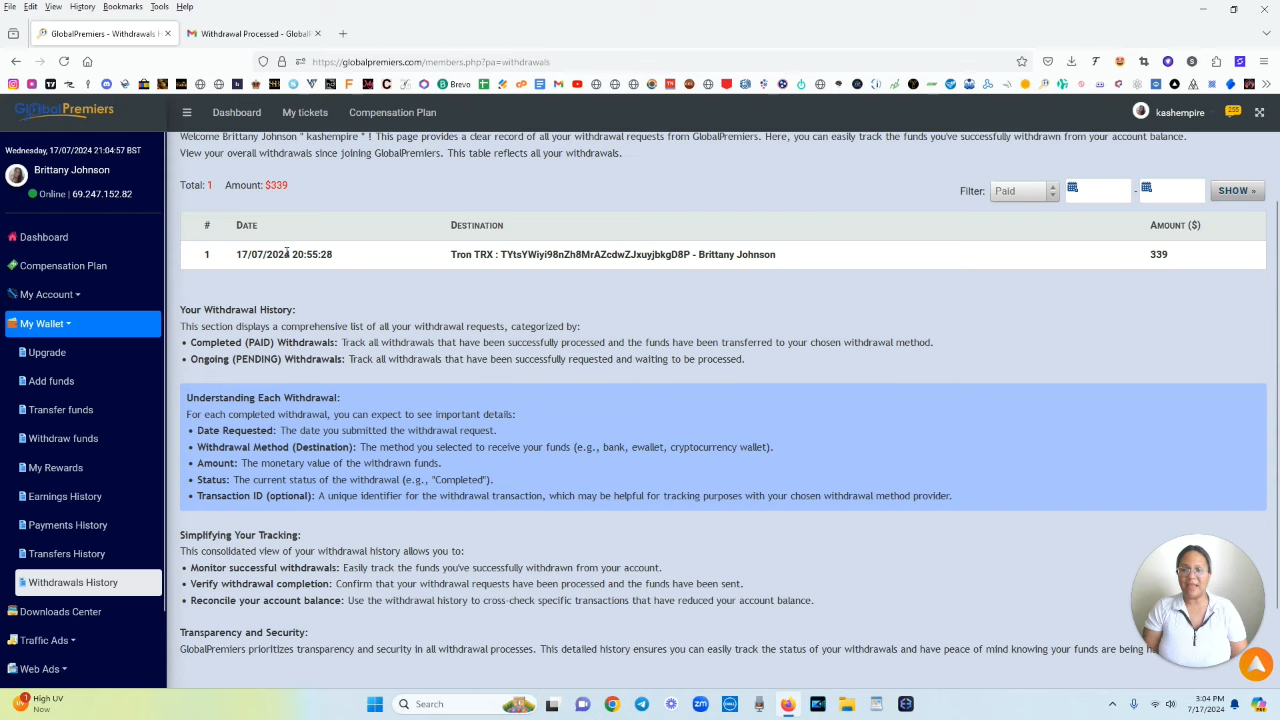 File Edit View History Bookmarks Tools Help
GlobalPremiers - Withdrawals H
Withdrawal Processed - GlobalP
https://globalpremiers.com/members.php?pa=withdrawals
Brevo
GlobalPremiers
Dashboard My tickets Compensation Plan
kashempire
255
Wednesday, 17/07/2024 21:04:57 BST
Brittany Johnson
Online | 69.247.152.82
Dashboard
Compensation Plan
My Account
My Wallet
Upgrade
Add funds
Transfer funds
Withdraw funds
My Rewards
Earnings History
Payments History
Transfers History
Withdrawals History
Downloads Center
Traffic Ads
Web Ads
Welcome Brittany Johnson " kashempire " ! This page provides a clear record of all your withdrawal requests from GlobalPremiers. Here, you can easily track the funds you've successfully withdrawn from your account balance.
View your overall withdrawals since joining GlobalPremiers. This table reflects all your withdrawals.
Total: 1 Amount: $339
Filter: Paid - SHOW »
# DATE DESTINATION AMOUNT ($)
1 17/07/2024 20:55:28 Tron TRX : TYtsYWiyi98nZh8MrAZcdwZJxuyjbkgD8P - Brittany Johnson 339
Your Withdrawal History:
This section displays a comprehensive list of all your withdrawal requests, categorized by:
• Completed (PAID) Withdrawals: Track all withdrawals that have been successfully processed and the funds have been transferred to your chosen withdrawal method.
• Ongoing (PENDING) Withdrawals: Track all withdrawals that have been successfully requested and waiting to be processed.
Understanding Each Withdrawal:
For each completed withdrawal, you can expect to see important details:
• Date Requested: The date you submitted the withdrawal request.
• Withdrawal Method (Destination): The method you selected to receive your funds (e.g., bank, ewallet, cryptocurrency wallet).
• Amount: The monetary value of the withdrawn funds.
• Status: The current status of the withdrawal (e.g., "Completed").
• Transaction ID (optional): A unique identifier for the withdrawal transaction, which may be helpful for tracking purposes with your chosen withdrawal method provider.
Simplifying Your Tracking:
This consolidated view of your withdrawal history allows you to:
• Monitor successful withdrawals: Easily track the funds you've successfully withdrawn from your account.
• Verify withdrawal completion: Confirm that your withdrawal requests have been processed and the funds have been sent.
• Reconcile your account balance: Use the withdrawal history to cross-check specific transactions that have reduced your account balance.
Transparency and Security:
GlobalPremiers prioritizes transparency and security in all withdrawal processes. This detailed history ensures you can easily track the status of your withdrawals and have peace of mind knowing your funds are being ha
High UV
Now
Search
3:04 PM
7/17/2024